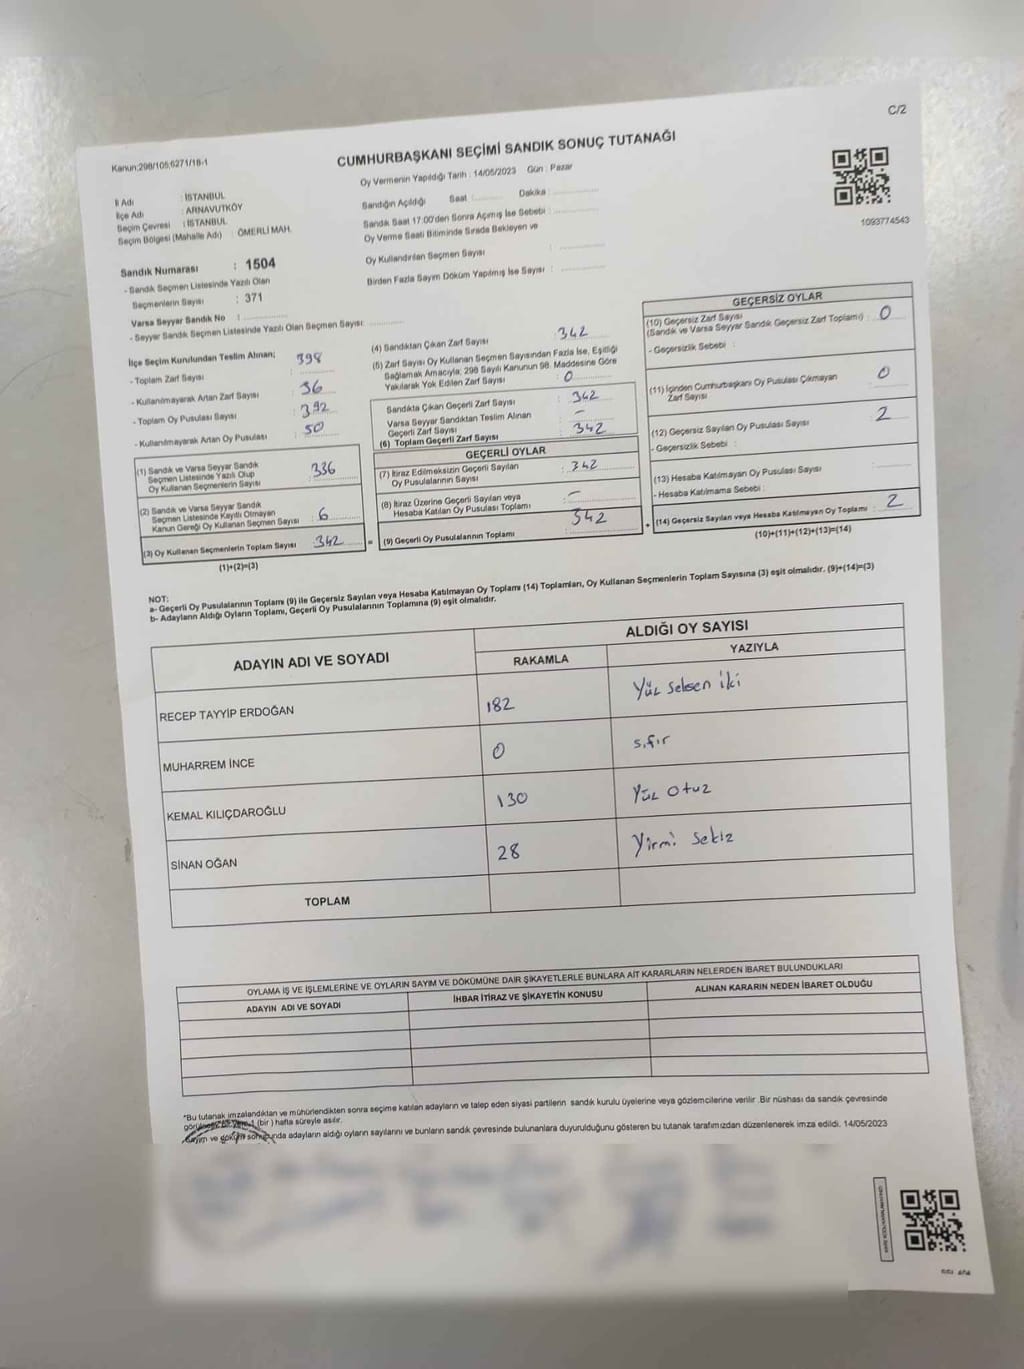 C/2
Kanun:298/105;6271/18-1
CUMHURBAŞKANI SEÇİMİ SANDIK SONUÇ TUTANAĞI
Oy Vermenin Yapıldığı Tarih : 14/05/2023 Gün : Pazar
1093774543
İl Adı : İSTANBUL
İlçe Adı : ARNAVUTKÖY
Seçim Çevresi : İSTANBUL
Seçim Bölgesi (Mahalle Adı) : ÖMERLİ MAH.
Sandığın Açıldığı Saat : Dakika :
Sandık Saat 17:00'den Sonra Açımış İse Sebebi :
Oy Verme Saati Bitiminde Sırada Bekleyen ve
Oy Kullandırılan Seçmen Sayısı :
Birden Fazla Sayım Döküm Yapılmış İse Sayısı :
Sandık Numarası : 1504
- Sandık Seçmen Listesinde Yazılı Olan
Seçmenlerin Sayısı : 371
Varsa Seyyar Sandık No :
- Seyyar Sandık Seçmen Listesinde Yazılı Olan Seçmen Sayısı:
İlçe Seçim Kurulundan Teslim Alınan;
- Toplam Zarf Sayısı : 398
- Kullanılmayarak Artan Zarf Sayısı : 36
- Toplam Oy Pusulası Sayısı : 392
- Kullanılmayarak Artan Oy Pusulası : 50
(1) Sandık ve Varsa Seyyar Sandık
Seçmen Listesinde Yazılı Olup
Oy Kullanan Seçmenlerin Sayısı : 336
(2) Sandık ve Varsa Seyyar Sandık
Seçmen Listesinde Kayıtlı Olmayan
Kanun Gereği Oy Kullanan Seçmen Sayısı : 6
(3) Oy Kullanan Seçmenlerin Toplam Sayısı : 342
(1)+(2)=(3)
(4) Sandıktan Çıkan Zarf Sayısı : 342
(5) Zarf Sayısı Oy Kullanan Seçmen Sayısından Fazla İse, Eşitliği
Sağlamak Amacıyla; 298 Sayılı Kanunun 98. Maddesine Göre
Yakılarak Yok Edilen Zarf Sayısı : 0
Sandıkta Çıkan Geçerli Zarf Sayısı : 342
Varsa Seyyar Sandıktan Teslim Alınan
Geçerli Zarf Sayısı : -
(6) Toplam Geçerli Zarf Sayısı : 342
GEÇERLİ OYLAR
(7) İtiraz Edilmeksizin Geçerli Sayılan
Oy Pusulalarının Sayısı : 342
(8) İtiraz Üzerine Geçerli Sayılan veya
Hesaba Katılan Oy Pusulası Toplamı : -
= (9) Geçerli Oy Pusulalarının Toplamı : 342
GEÇERSİZ OYLAR
(10) Geçersiz Zarf Sayısı
(Sandık ve Varsa Seyyar Sandık Geçersiz Zarf Toplamı) : 0
- Geçersizlik Sebebi :
(11) İçinden Cumhurbaşkanı Oy Pusulası Çıkmayan
Zarf Sayısı : 0
(12) Geçersiz Sayılan Oy Pusulası Sayısı : 2
- Geçersizlik Sebebi :
(13) Hesaba Katılmayan Oy Pusulası Sayısı :
- Hesaba Katılmama Sebebi :
+ (14) Geçersiz Sayılan veya Hesaba Katılmayan Oy Toplamı : 2
(10)+(11)+(12)+(13)=(14)
NOT:
a- Geçerli Oy Pusulalarının Toplamı (9) ile Geçersiz Sayılan veya Hesaba Katılmayan Oy Toplamı (14) Toplamları, Oy Kullanan Seçmenlerin Toplam Sayısına (3) eşit olmalıdır. (9)+(14)=(3)
b- Adayların Aldığı Oyların Toplamı, Geçerli Oy Pusulalarının Toplamına (9) eşit olmalıdır.
ADAYIN ADI VE SOYADI ALDIĞI OY SAYISI
RAKAMLA YAZIYLA
RECEP TAYYİP ERDOĞAN 182 Yüz seksen iki
MUHARREM İNCE 0 sıfır
KEMAL KILIÇDAROĞLU 130 Yüz otuz
SİNAN OĞAN 28 Yirmi sekiz
TOPLAM
OYLAMA İŞ VE İŞLEMLERİNE VE OYLARIN SAYIM VE DÖKÜMÜNE DAİR ŞİKAYETLERLE BUNLARA AİT KARARLARIN NELERDEN İBARET BULUNDUKLARI
ADAYIN ADI VE SOYADI İHBAR İTİRAZ VE ŞİKAYETİN KONUSU ALINAN KARARIN NEDEN İBARET OLDUĞU
*Bu tutanak imzalandıktan ve mühürlendikten sonra seçime katılan adayların ve talep eden siyasi partilerin sandık kurulu üyelerine veya gözlemcilerine verilir. Bir nüshası da sandık çevresinde
1 (bir) hafta süreyle asılır.
Sayım ve döküm sonucunda adayların aldığı oyların sayılarını ve bunların sandık çevresinde bulunanlara duyurulduğunu gösteren bu tutanak tarafımızdan düzenlenerek imza edildi. 14/05/2023